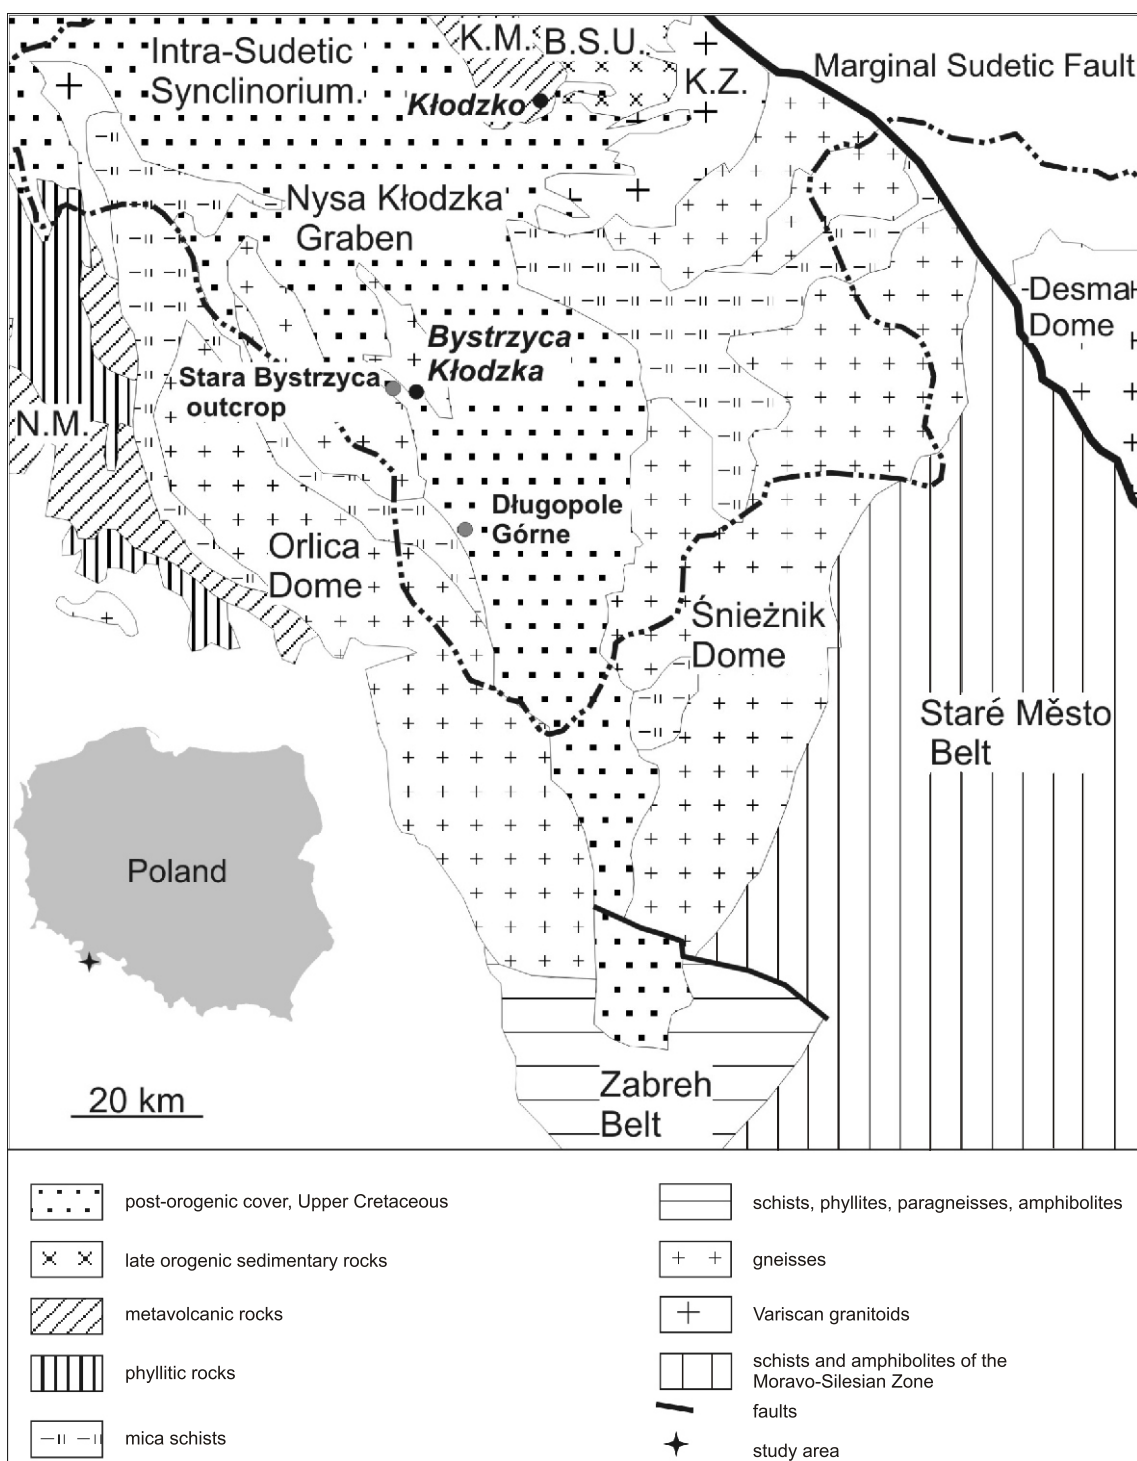 Intra-Sudetic
Synclinorium.
K.M.
B.S.U.
K.Z.
Marginal Sudetic Fault
Kłodzko
Nysa Kłodzka
Graben
Desma
Dome
Bystrzyca
Kłodzka
Stara Bystrzyca
outcrop
N.M.
Długopole
Górne
Orlica
Dome
Śnieżnik
Dome
Staré Město
Belt
Poland
20 km
Zabreh
Belt
post-orogenic cover, Upper Cretaceous
late orogenic sedimentary rocks
metavolcanic rocks
phyllitic rocks
mica schists
schists, phyllites, paragneisses, amphibolites
gneisses
Variscan granitoids
schists and amphibolites of the
Moravo-Silesian Zone
faults
study area